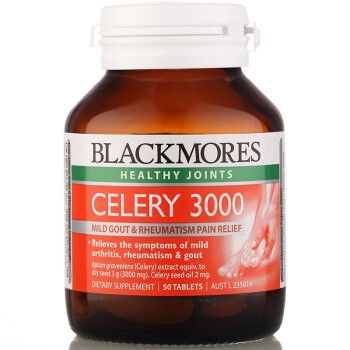 BLACKMORES
HEALTHY JOINTS
CELERY 3000
MILD GOUT & RHEUMATISM PAIN RELIEF
• Relieves the symptoms of mild
arthritis, rheumatism & gout
Apium graveolens (Celery) extract equiv. to
dry seed 3 g (3000 mg). Celery seed oil 2 mg.
DIETARY SUPPLEMENT | 50 TABLETS | AUST L 235614